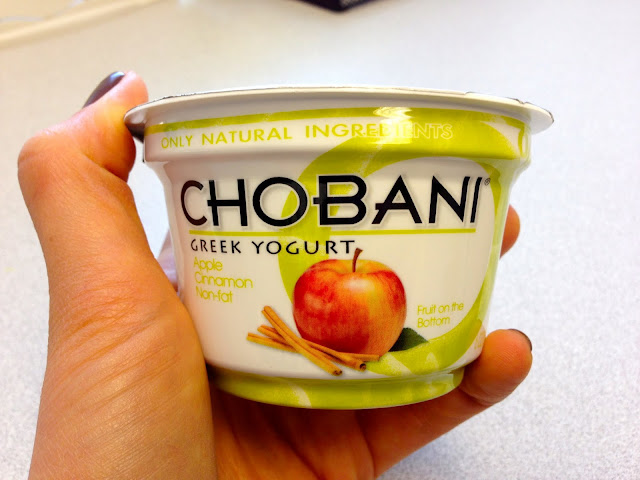 ONLY NATURAL INGREDIENTS
CHOBANI®
GREEK YOGURT
Apple
Cinnamon
Non-fat
Fruit on the
Bottom